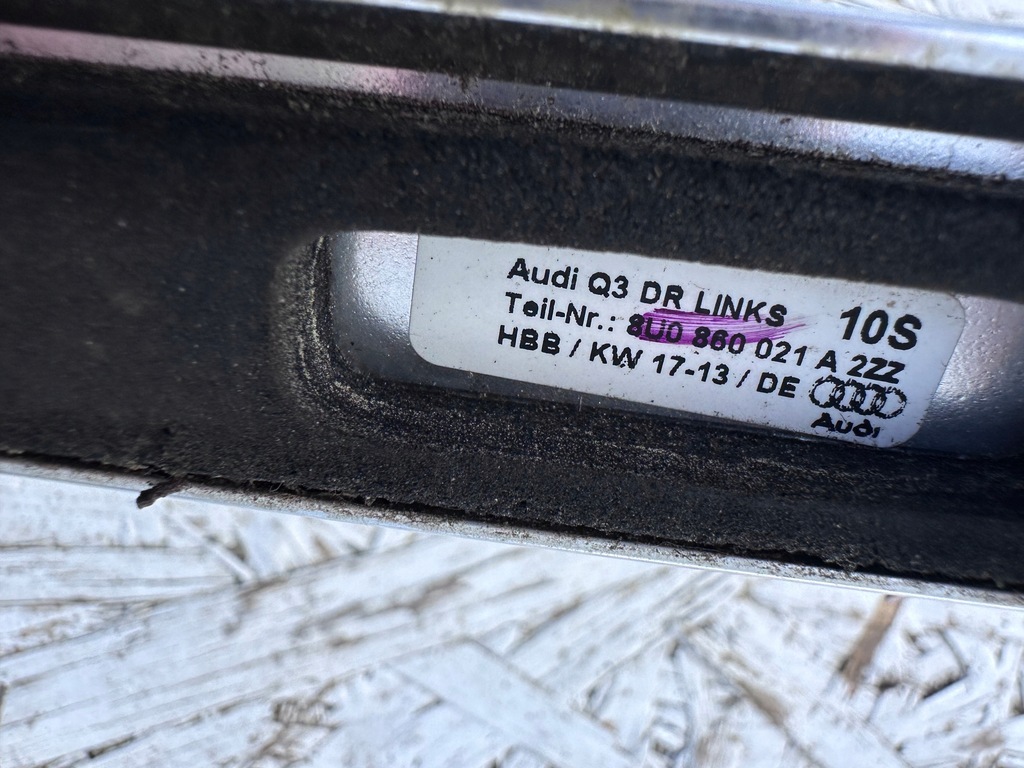 Audi Q3 DR LINKS
10S
Teil-Nr.: 8U0 860 021 A 2ZZ
HBB / KW 17-13 / DE
Audi